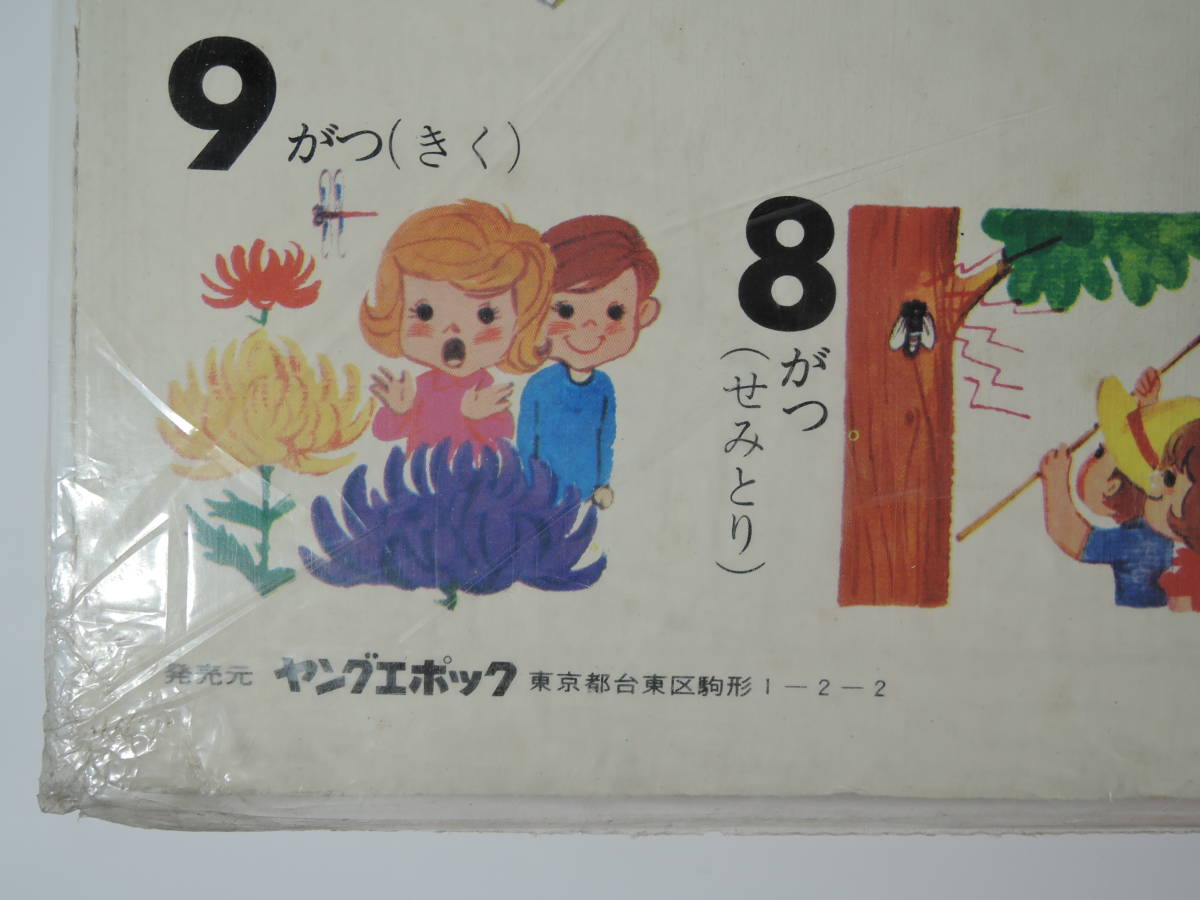 9がつ(きく)
8がつ
(せみとり)
発売元 ヤングエポック 東京都台東区駒形1－2－2